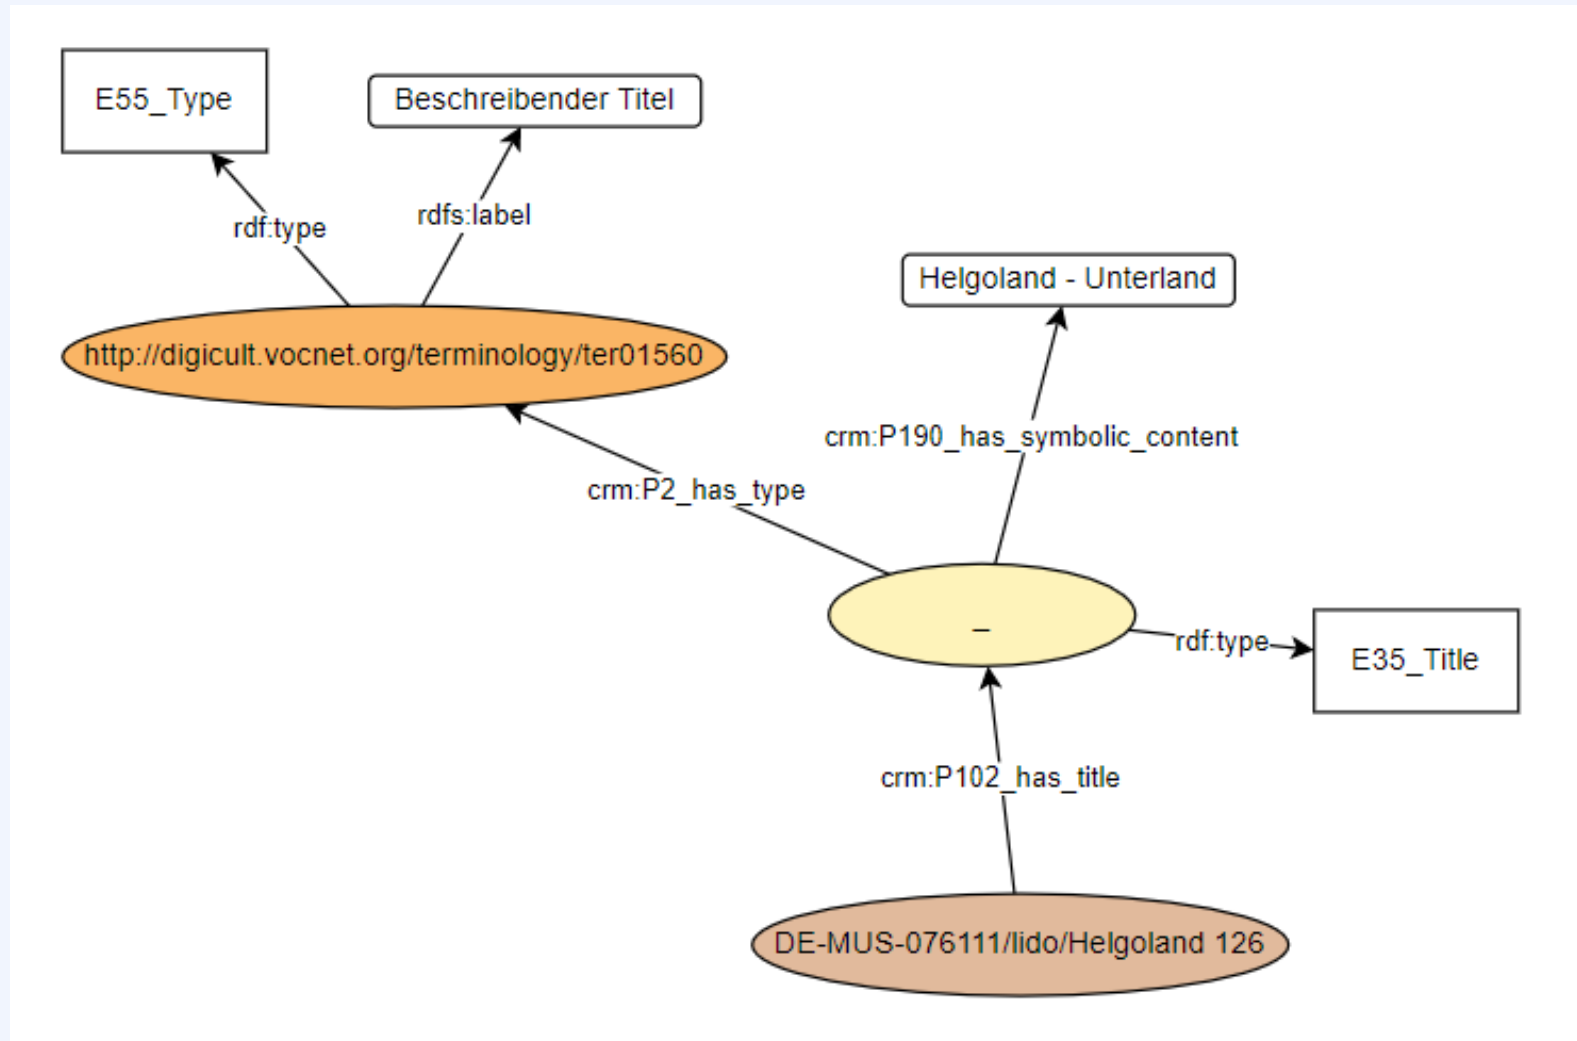 E55_Type
Beschreibender Titel
rdf:type
rdfs:label
Helgoland - Unterland
http://digicult.vocnet.org/terminology/ter01560
crm:P190_has_symbolic_content
crm:P2_has_type
_
rdf:type
E35_Title
crm:P102_has_title
DE-MUS-076111/lido/Helgoland 126